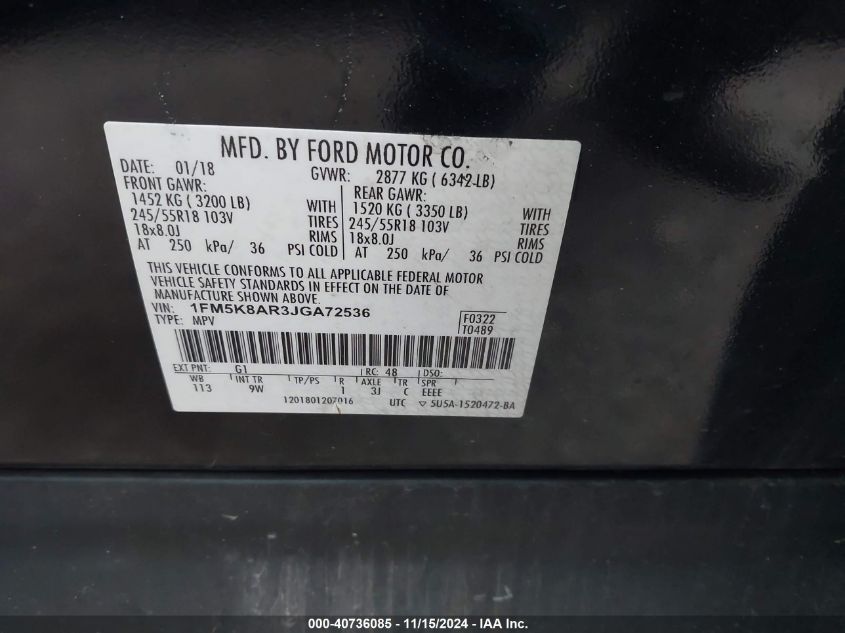 MFD. BY FORD MOTOR CO.
DATE: 01/18 GVWR: 2877 KG ( 6342 LB)
FRONT GAWR: REAR GAWR:
1452 KG ( 3200 LB) WITH 1520 KG ( 3350 LB) WITH
245/55R18 103V TIRES 245/55R18 103V TIRES
18x8.0J RIMS 18x8.0J RIMS
AT 250 kPa/ 36 PSI COLD AT 250 kPa/ 36 PSI COLD
THIS VEHICLE CONFORMS TO ALL APPLICABLE FEDERAL MOTOR
VEHICLE SAFETY STANDARDS IN EFFECT ON THE DATE OF
MANUFACTURE SHOWN ABOVE.
VIN: 1FM5K8AR3JGA72536 F0322
TYPE: MPV T0489
EXT PNT: G1 RC: 48 DSO:
WB INT TR TP/PS R AXLE TR SPR
113 9W 1 3J C EEEE
1201801207016 UTC ▽ 5U5A-1520472-BA
000-40736085 - 11/15/2024 - IAA Inc.